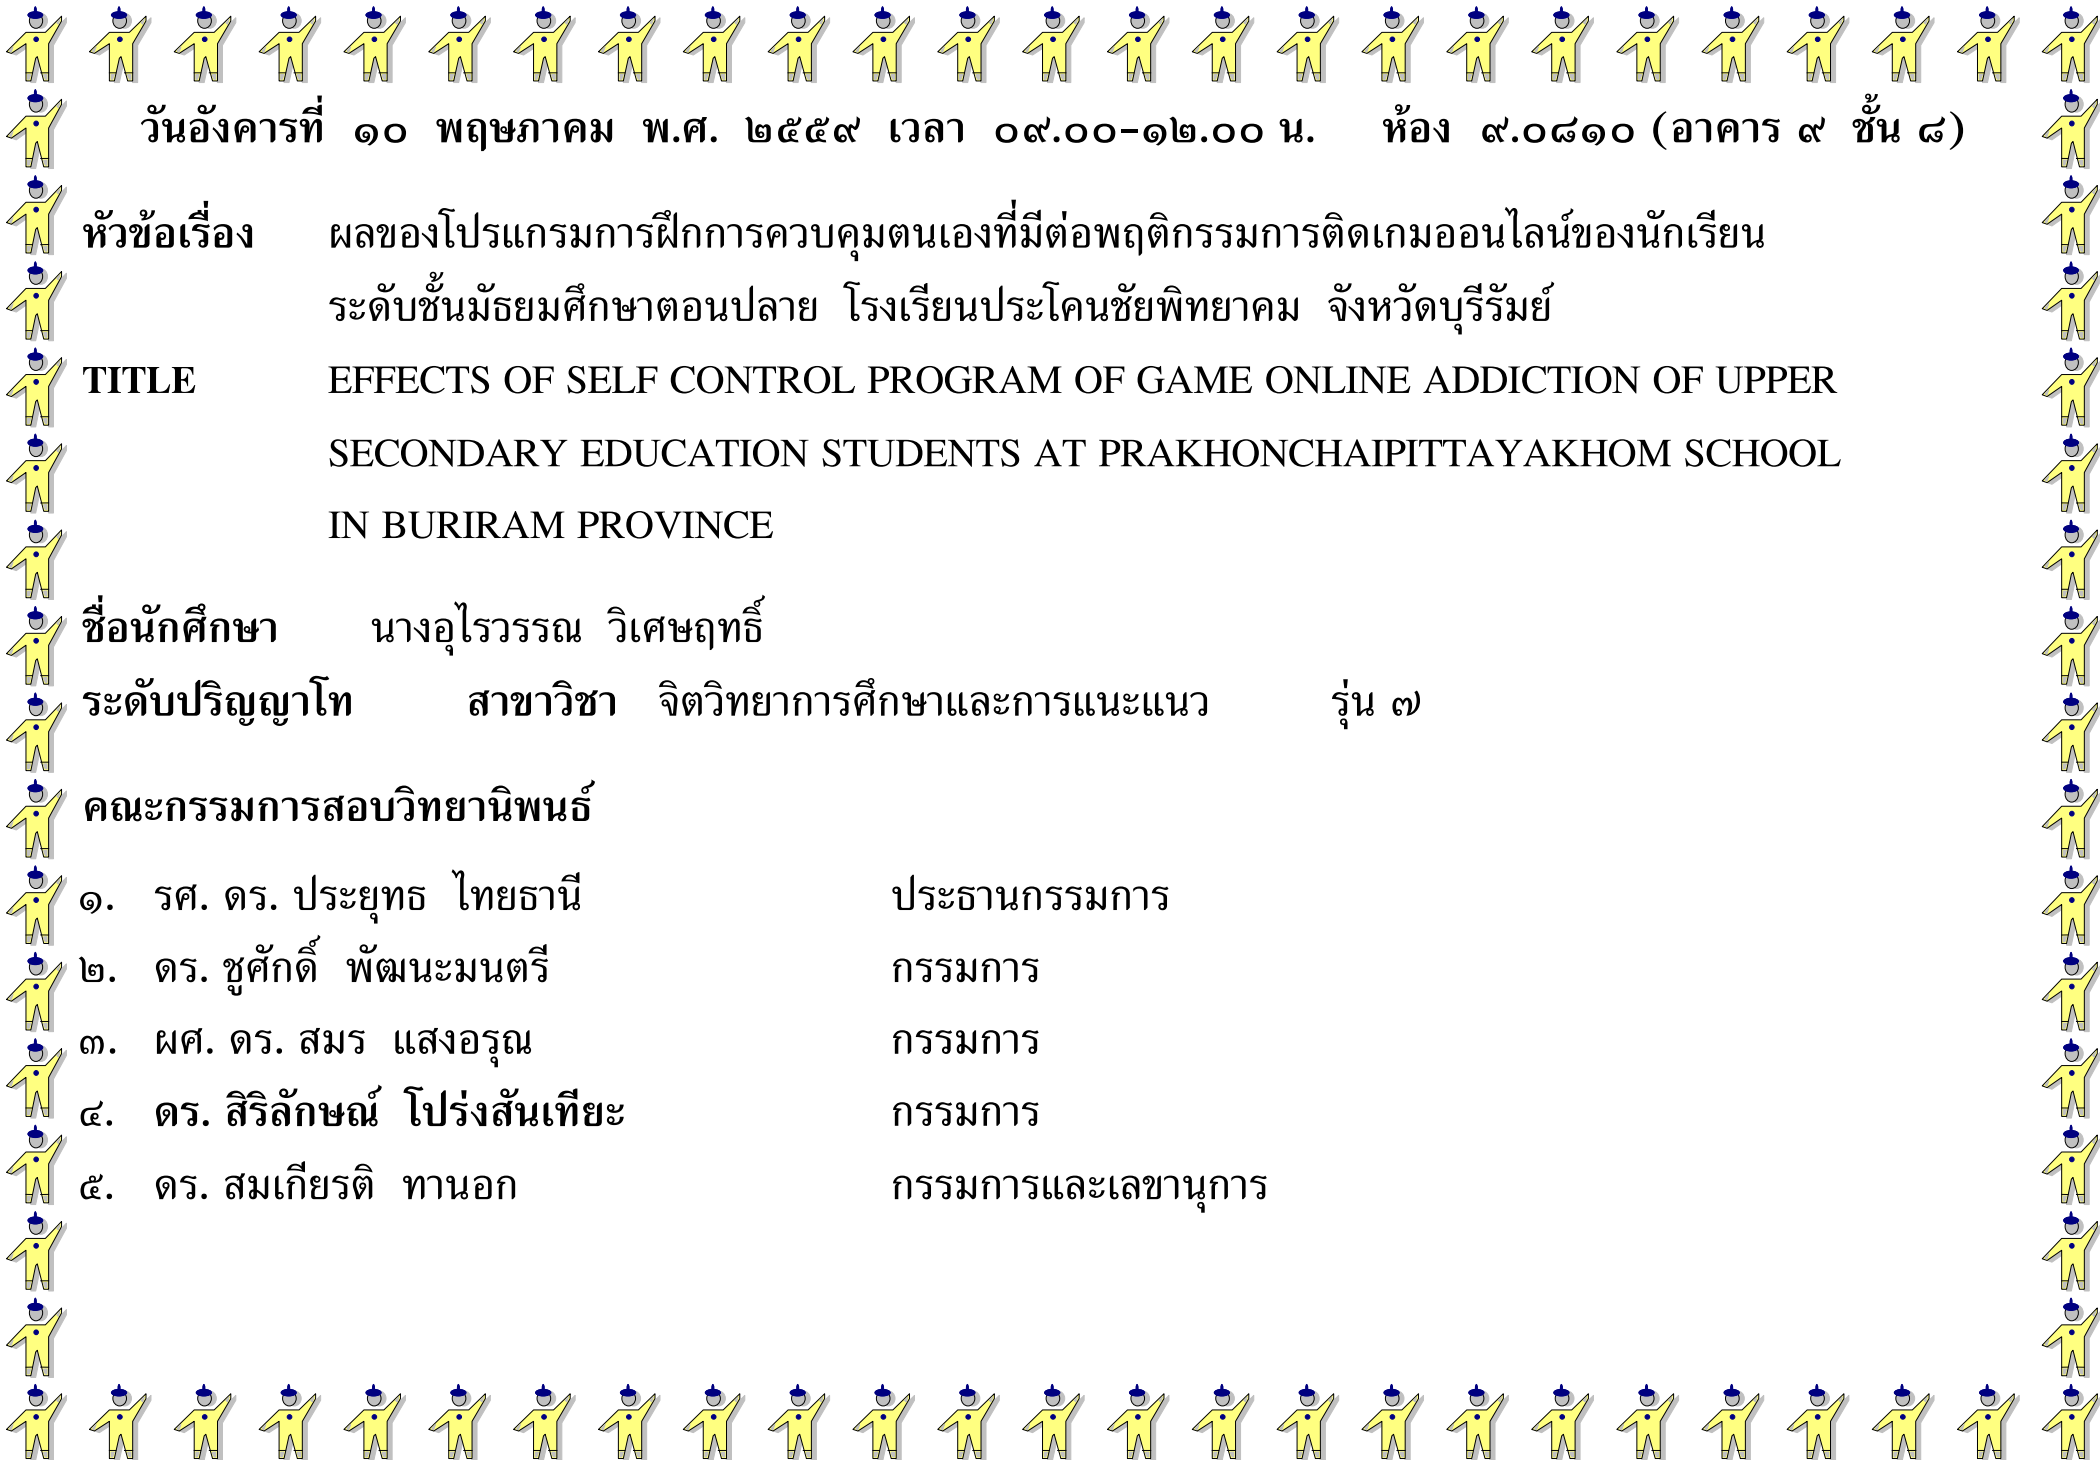 วันอังคารที่ ๑๐ พฤษภาคม พ.ศ. ๒๕๕๙ เวลา ๐๙.๐๐-๑๒.๐๐ น. ห้อง ๙.๐๘๑๐ (อาคาร ๙ ชั้น ๘)
หัวข้อเรื่อง ผลของโปรแกรมการฝึกการควบคุมตนเองที่มีต่อพฤติกรรมการติดเกมออนไลน์ของนักเรียน
ระดับชั้นมัธยมศึกษาตอนปลาย โรงเรียนประโคนชัยพิทยาคม จังหวัดบุรีรัมย์
TITLE EFFECTS OF SELF CONTROL PROGRAM OF GAME ONLINE ADDICTION OF UPPER
SECONDARY EDUCATION STUDENTS AT PRAKHONCHAIPITTAYAKHOM SCHOOL
IN BURIRAM PROVINCE
ชื่อนักศึกษา นางอุไรวรรณ วิเศษฤทธิ์
ระดับปริญญาโท สาขาวิชา จิตวิทยาการศึกษาและการแนะแนว รุ่น ๗
คณะกรรมการสอบวิทยานิพนธ์
๑. รศ. ดร. ประยุทธ ไทยธานี ประธานกรรมการ
๒. ดร. ชูศักดิ์ พัฒนะมนตรี กรรมการ
๓. ผศ. ดร. สมร แสงอรุณ กรรมการ
๔. ดร. สิริลักษณ์ โปร่งสันเทียะ กรรมการ
๕. ดร. สมเกียรติ ทานอก กรรมการและเลขานุการ